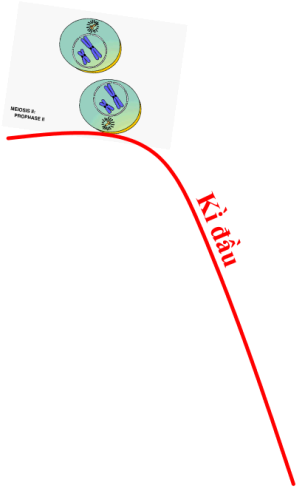 MEIOSIS II:
PROPHASE II
Kì đầu